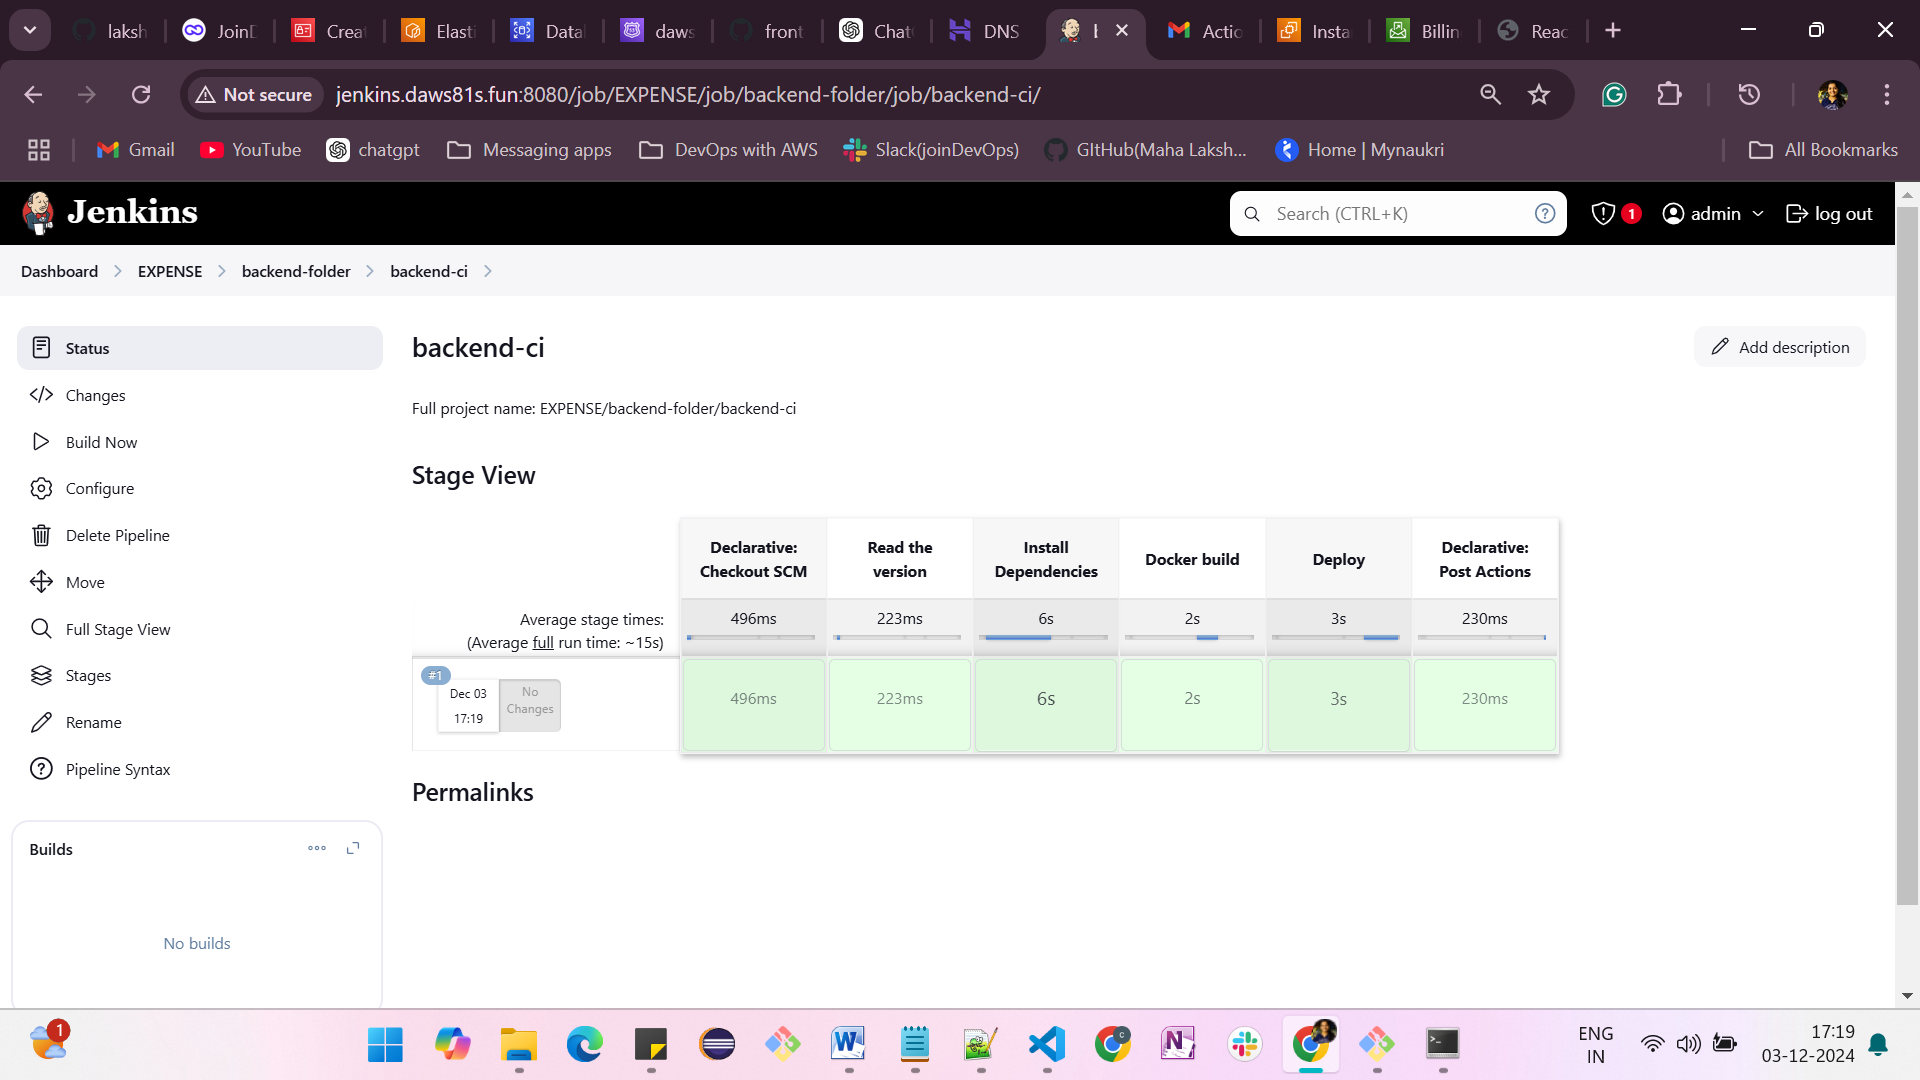 laksh
JoinD
Creat
Elasti
Datal
daws
front
Chat
DNS
Actio
Insta
Billin
Reac
Not secure
jenkins.daws81s.fun:8080/job/EXPENSE/job/backend-folder/job/backend-ci/
Gmail
YouTube
chatgpt
Messaging apps
DevOps with AWS
Slack(joinDevOps)
GItHub(Maha Laksh...
Home | Mynaukri
All Bookmarks
Jenkins
Search (CTRL+K)
1
admin
log out
Dashboard
EXPENSE
backend-folder
backend-ci
Status
Changes
Build Now
Configure
Delete Pipeline
Move
Full Stage View
Stages
Rename
Pipeline Syntax
Builds
No builds
backend-ci
Add description
Full project name: EXPENSE/backend-folder/backend-ci
Stage View
Declarative:
Checkout SCM
Read the
version
Install
Dependencies
Docker build
Deploy
Declarative:
Post Actions
Average stage times:
(Average full run time: ~15s)
496ms
223ms
6s
2s
3s
230ms
#1
Dec 03
17:19
No
Changes
496ms
223ms
6s
2s
3s
230ms
Permalinks
1
ENG
IN
17:19
03-12-2024